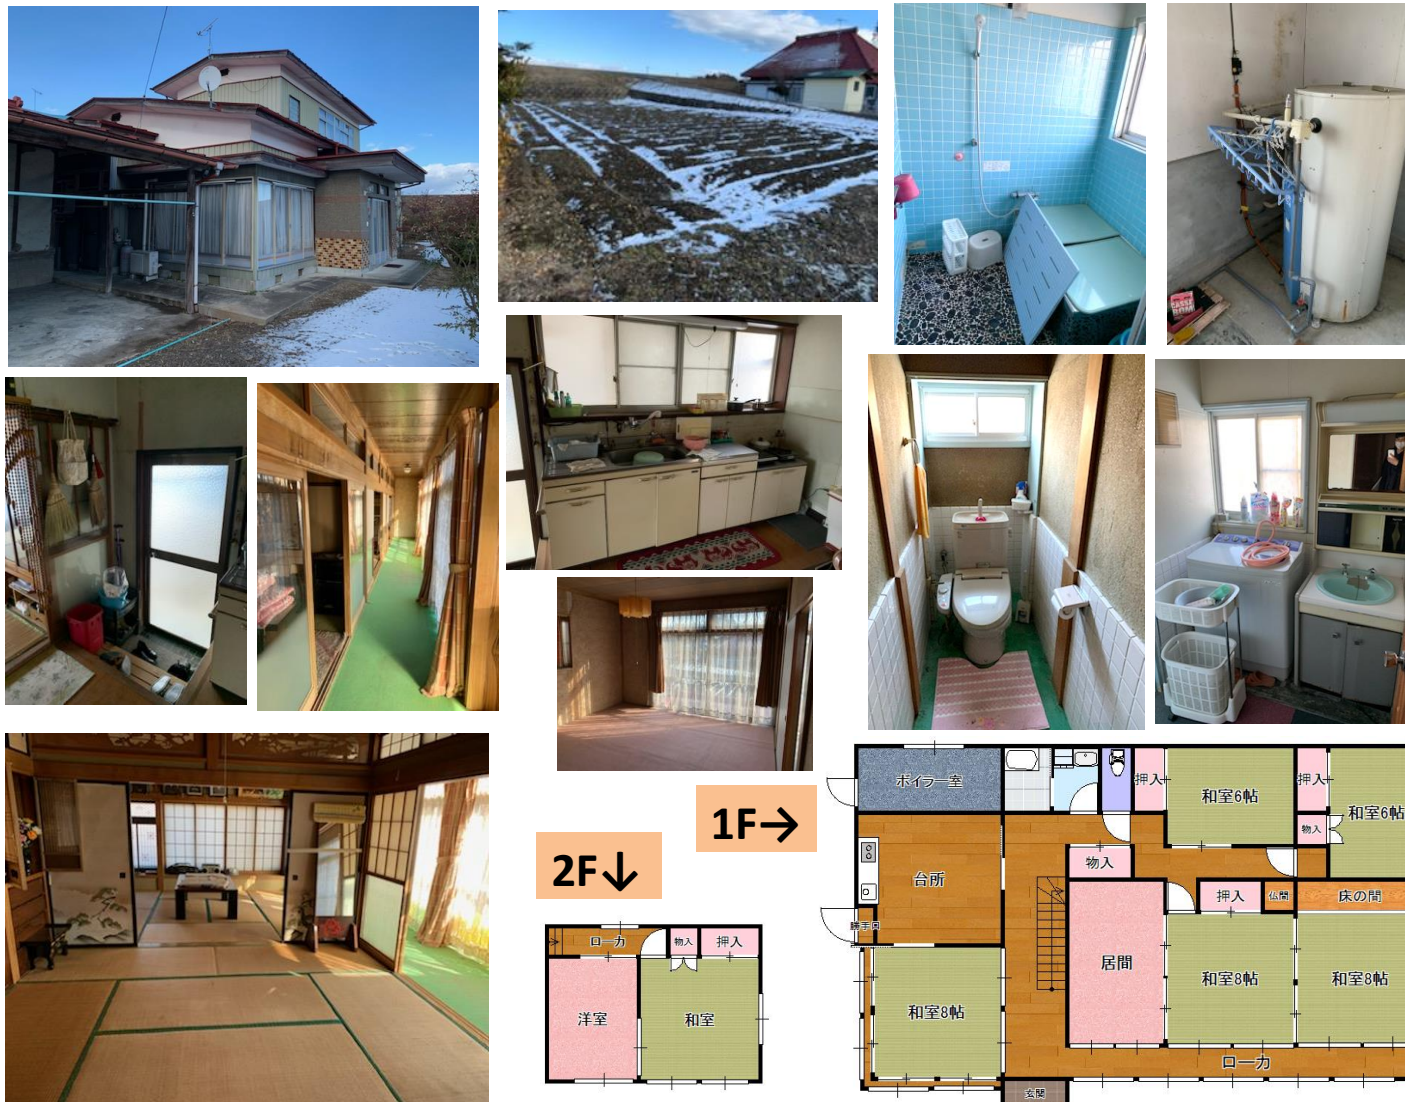 1F→
2F↓
ボイラー室
押入
和室6帖
押入
和室6帖
物入
台所
物入
勝手口
押入
仏間
床の間
居間
和室8帖
和室8帖
和室8帖
ローカ
玄関
ローカ
物入
押入
洋室
和室